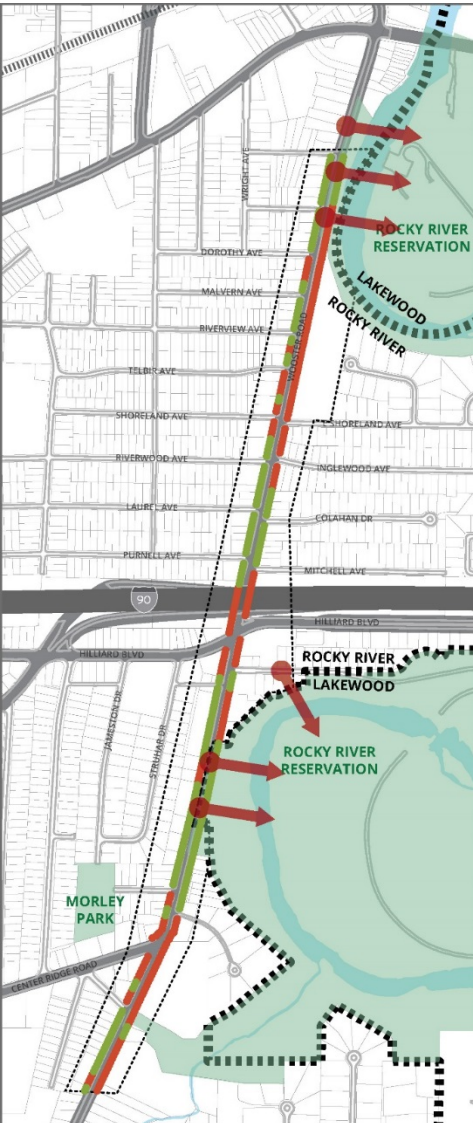 WRIGHT AVE
ROCKY RIVER
RESERVATION
DOROTHY AVE
LAKEWOOD
MALVERN AVE
ROCKY RIVER
RIVERVIEW AVE
WOOSTER ROAD
TELBIR AVE
SHORELAND AVE
SHORELAND AVE
RIVERWOOD AVE
INGLEWOOD AVE
LAUREL AVE
COLAHAN DR
PURNELL AVE
MITCHELL AVE
90
HILLIARD BLVD
HILLIARD BLVD
ROCKY RIVER
LAKEWOOD
JAMESTON DR
STRUHAR DR
ROCKY RIVER
RESERVATION
MORLEY
PARK
CENTER RIDGE ROAD